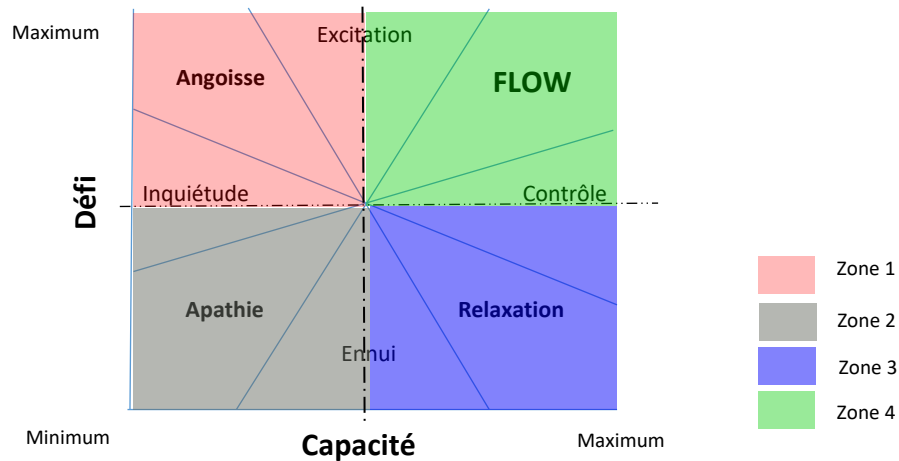 Maximum
Excitation
Angoisse
FLOW
Défi
Inquiétude
Contrôle
Zone 1
Apathie
Relaxation
Zone 2
Ennui
Zone 3
Zone 4
Minimum
Capacité
Maximum